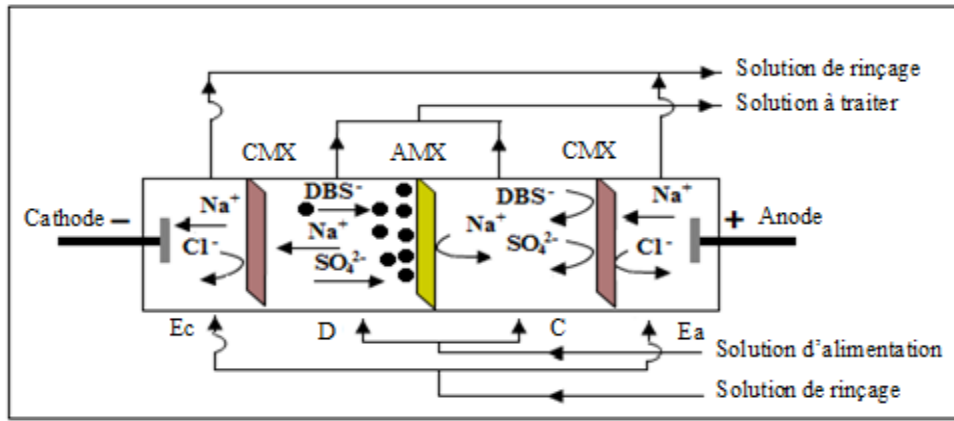 Solution de rinçage
Solution à traiter
CMX
AMX
CMX
Cathode −
Na⁺
Cl⁻
DBS⁻
Na⁺
SO₄²⁻
Na⁺
DBS⁻
SO₄²⁻
Na⁺
Cl⁻
+ Anode
Ec
D
C
Ea
Solution d'alimentation
Solution de rinçage